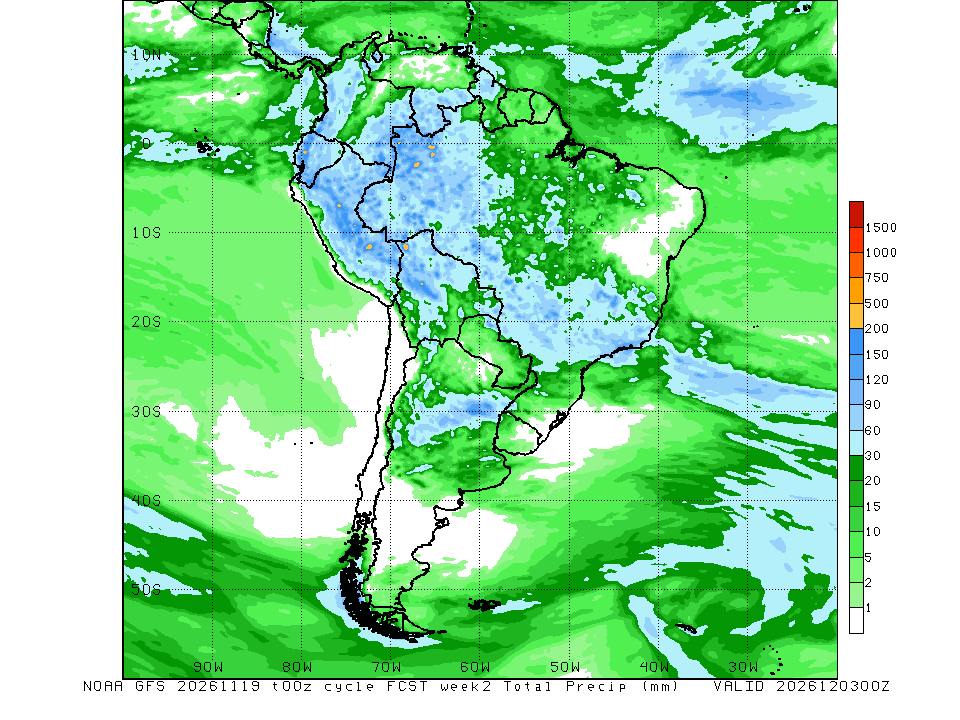 10N
0
10S
20S
30S
40S
50S
90W 80W 70W 60W 50W 40W 30W
1500
1000
750
500
200
150
120
90
60
30
20
15
10
5
2
1
NOAA GFS 20261119 t00z cycle FCST week2 Total Precip (mm) VALID 2026120300Z